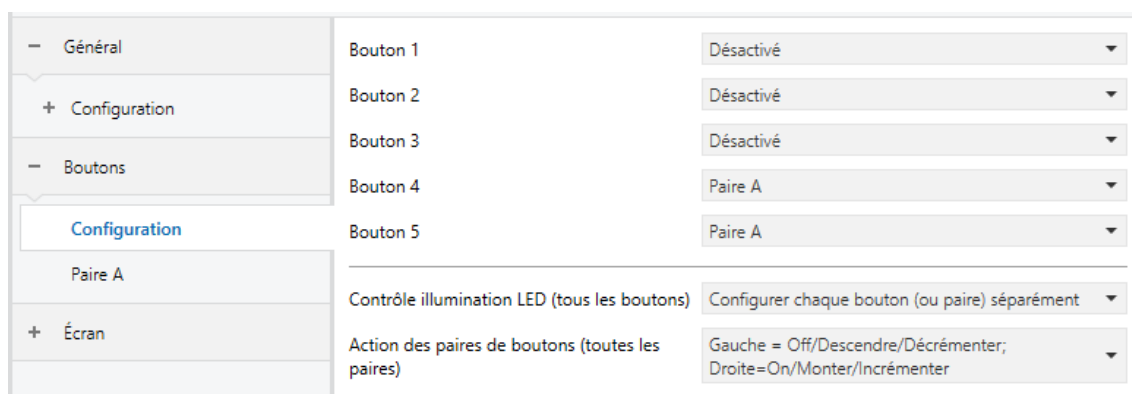 Général
Configuration
Boutons
Configuration
Paire A
Écran
Bouton 1 Désactivé
Bouton 2 Désactivé
Bouton 3 Désactivé
Bouton 4 Paire A
Bouton 5 Paire A
Contrôle illumination LED (tous les boutons) Configurer chaque bouton (ou paire) séparément
Action des paires de boutons (toutes les
paires)
Gauche = Off/Descendre/Décrémenter;
Droite=On/Monter/Incrémenter